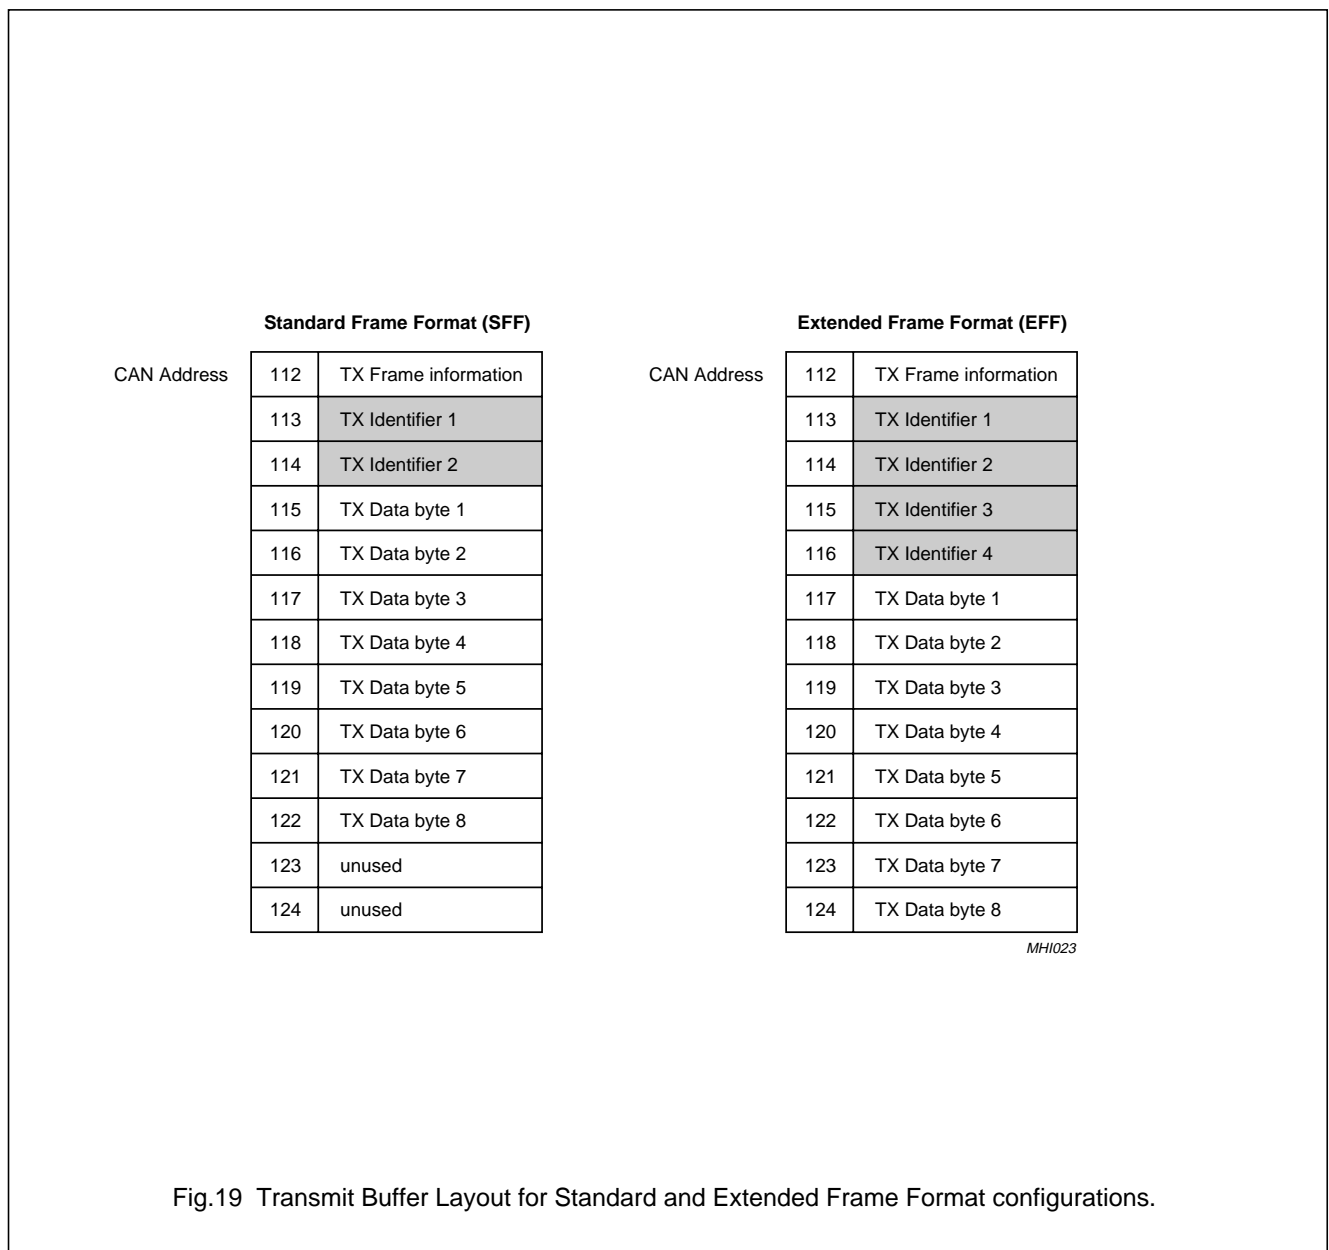 Standard Frame Format (SFF)
CAN Address 112 TX Frame information
113 TX Identifier 1
114 TX Identifier 2
115 TX Data byte 1
116 TX Data byte 2
117 TX Data byte 3
118 TX Data byte 4
119 TX Data byte 5
120 TX Data byte 6
121 TX Data byte 7
122 TX Data byte 8
123 unused
124 unused
Extended Frame Format (EFF)
CAN Address 112 TX Frame information
113 TX Identifier 1
114 TX Identifier 2
115 TX Identifier 3
116 TX Identifier 4
117 TX Data byte 1
118 TX Data byte 2
119 TX Data byte 3
120 TX Data byte 4
121 TX Data byte 5
122 TX Data byte 6
123 TX Data byte 7
124 TX Data byte 8
MHI023
Fig.19 Transmit Buffer Layout for Standard and Extended Frame Format configurations.